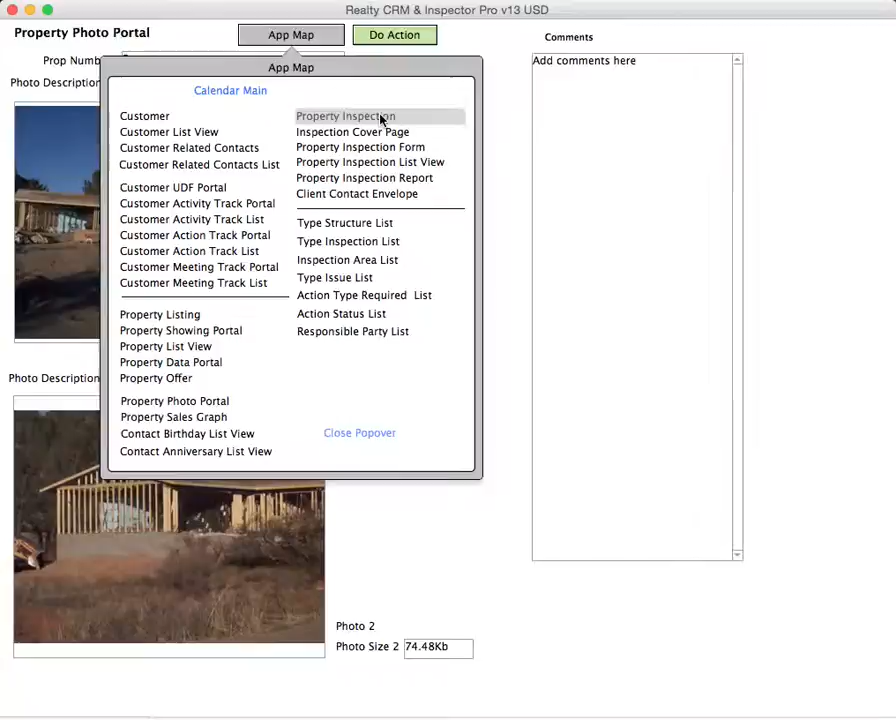 Realty CRM & Inspector Pro v13 USD
Property Photo Portal
App Map
Do Action
Comments
Prop Numb
Photo Description
Add comments here
App Map
Calendar Main
Customer
Customer List View
Customer Related Contacts
Customer Related Contacts List
Customer UDF Portal
Customer Activity Track Portal
Customer Activity Track List
Customer Action Track Portal
Customer Action Track List
Customer Meeting Track Portal
Customer Meeting Track List
Property Listing
Property Showing Portal
Property List View
Property Data Portal
Property Offer
Property Photo Portal
Property Sales Graph
Contact Birthday List View
Contact Anniversary List View
Property Inspection
Inspection Cover Page
Property Inspection Form
Property Inspection List View
Property Inspection Report
Client Contact Envelope
Type Structure List
Type Inspection List
Inspection Area List
Type Issue List
Action Type Required List
Action Status List
Responsible Party List
Close Popover
Photo Description
Photo 2
Photo Size 2 74.48Kb